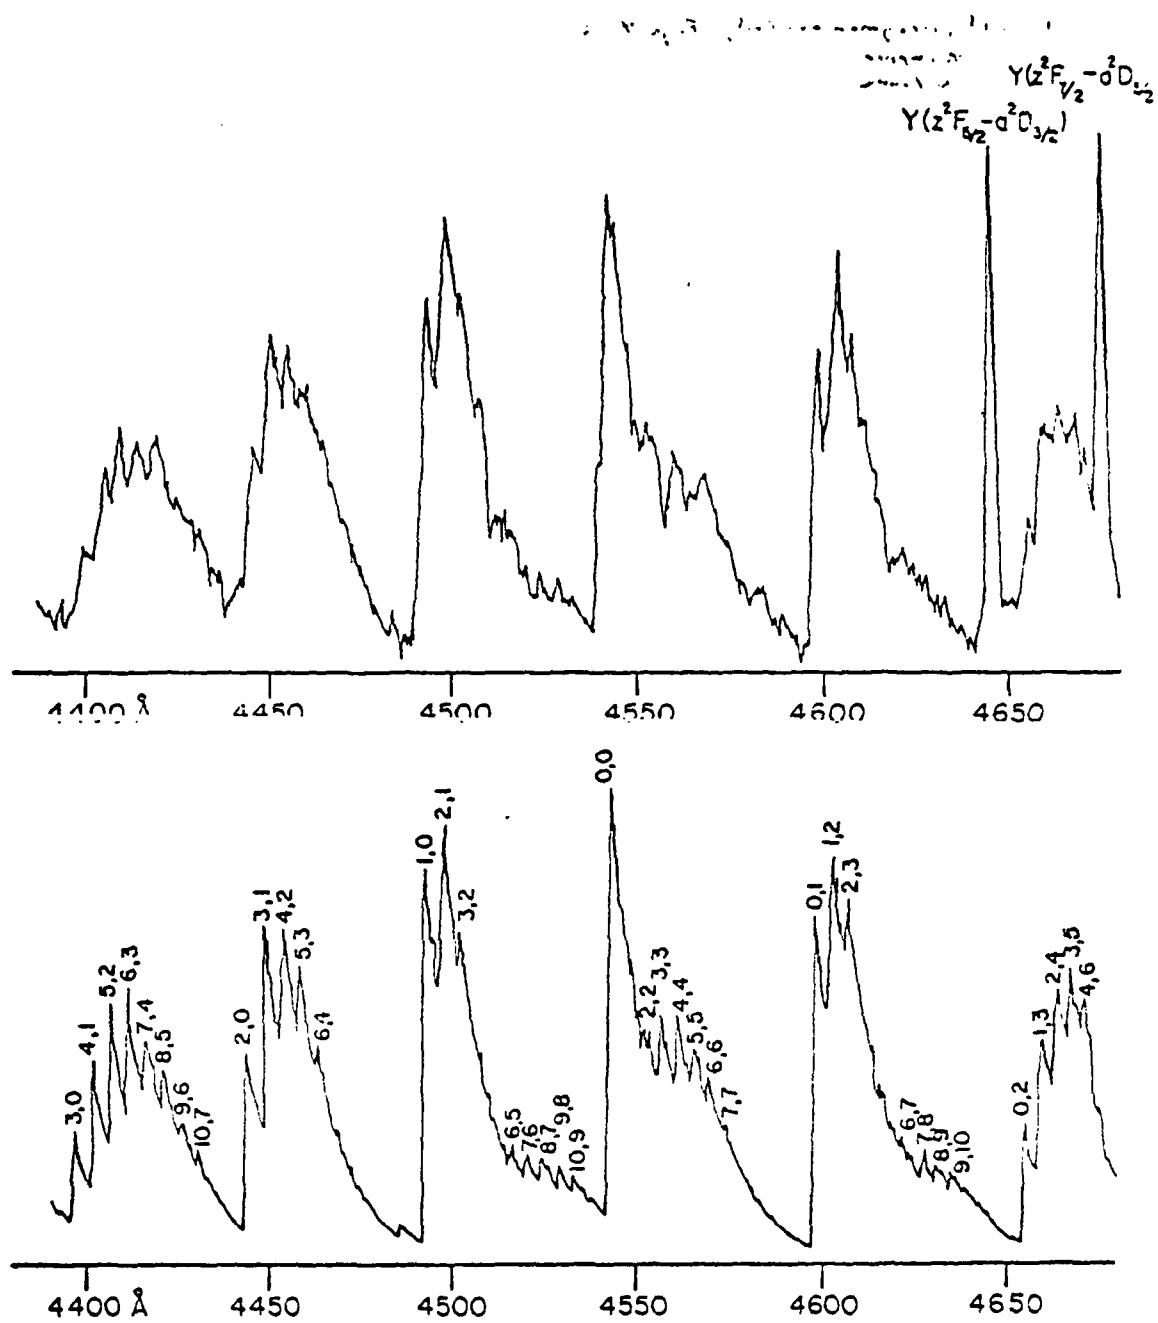 Y(z²F7/2-a²D5/2
Y(z²F5/2-a²D3/2)
4100 Å 4450 4500 4550 4600 4650
0,0
1,0 2,1 3,2
0,1 1,2 2,3
3,0 4,1 5,2 6,3 7,4 8,5 9,6 10,7
2,0 3,1 4,2 5,3 6,4
6,5 7,6 8,7 9,8 10,9
2,2 3,3 4,4 5,5 6,6 7,7
6,7 7,8 8,9 9,10
0,2 1,3 2,4 3,5 4,6
4400 Å 4450 4500 4550 4600 4650